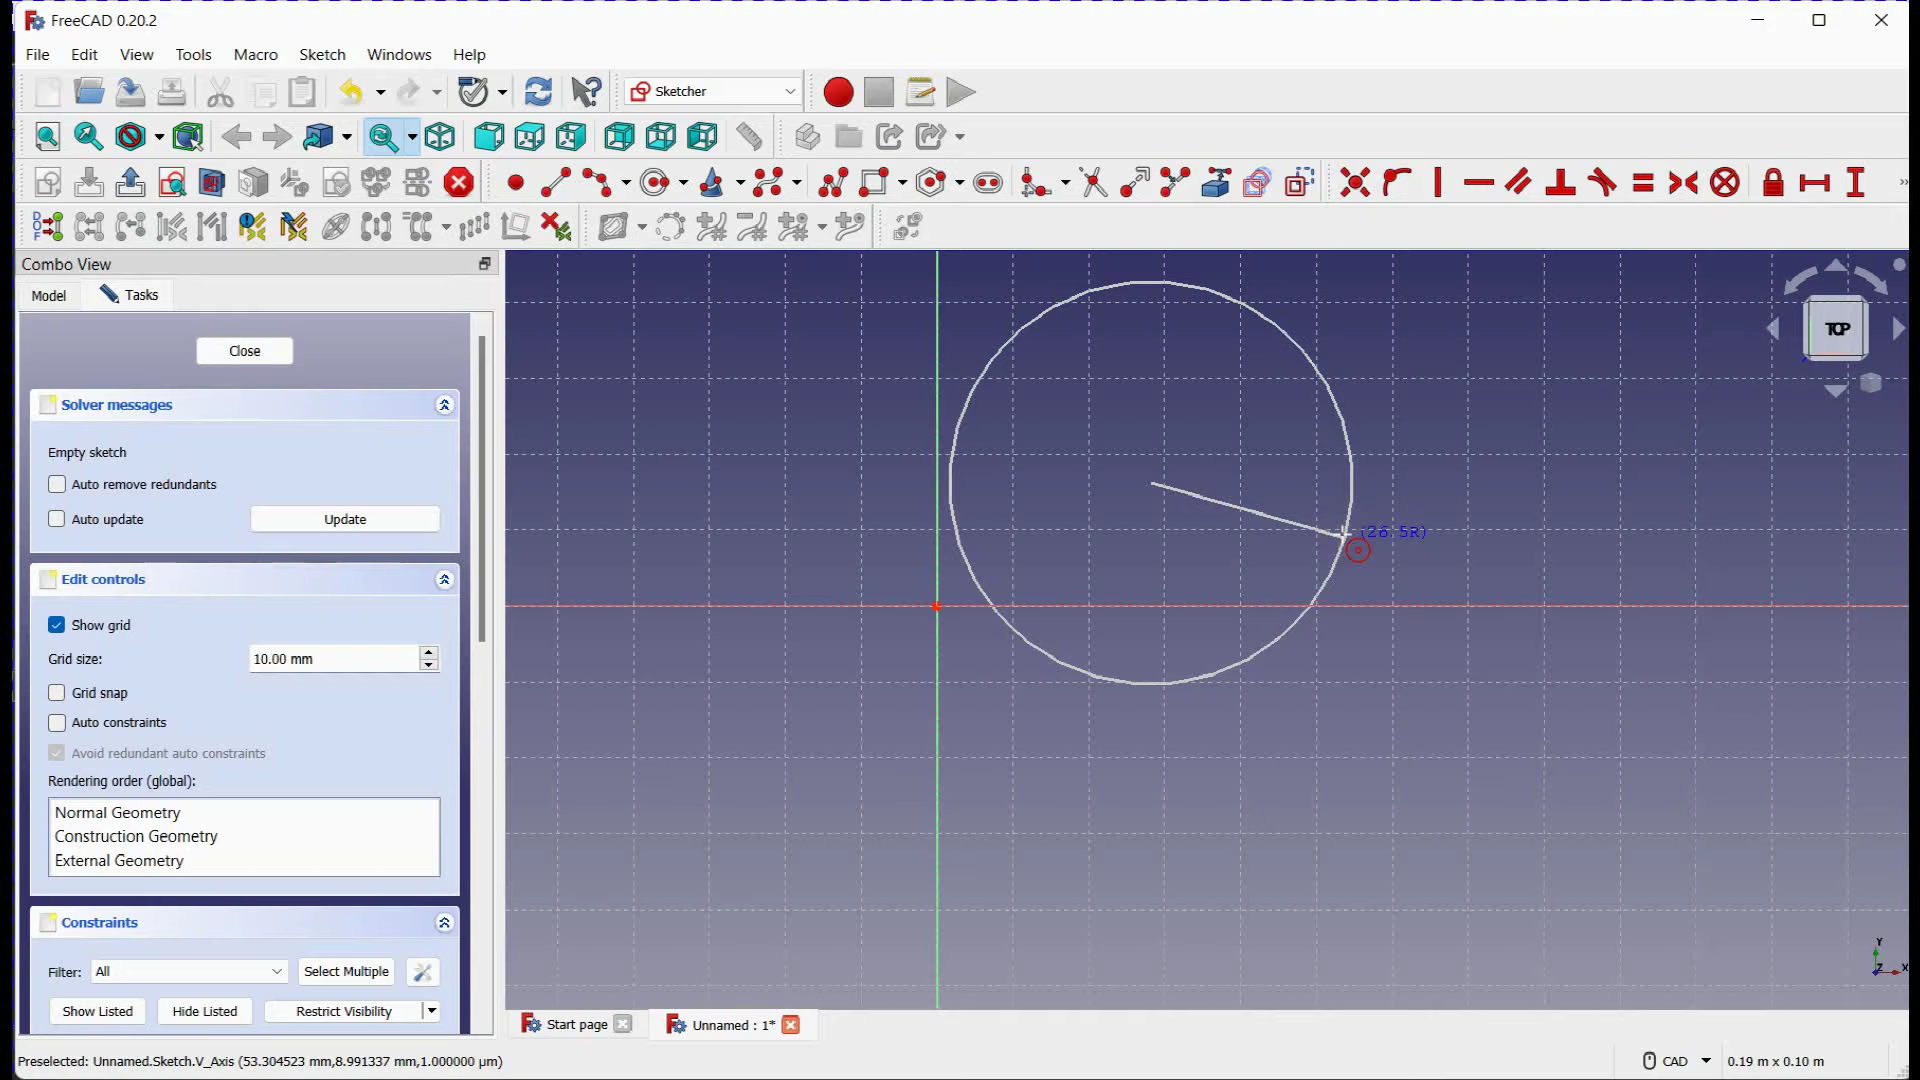 FreeCAD 0.20.2
File Edit View Tools Macro Sketch Windows Help
Sketcher
Combo View
Model Tasks
Close
Solver messages
Empty sketch
Auto remove redundants
Auto update Update
Edit controls
Show grid
Grid size: 10.00 mm
Grid snap
Auto constraints
Avoid redundant auto constraints
Rendering order (global):
Normal Geometry
Construction Geometry
External Geometry
Constraints
Filter: All Select Multiple
Show Listed Hide Listed Restrict Visibility
(26.5R)
TOP
Y
Z X
Start page Unnamed : 1*
Preselected: Unnamed.Sketch.V_Axis (53.304523 mm,8.991337 mm,1.000000 µm)
CAD 0.19 m x 0.10 m